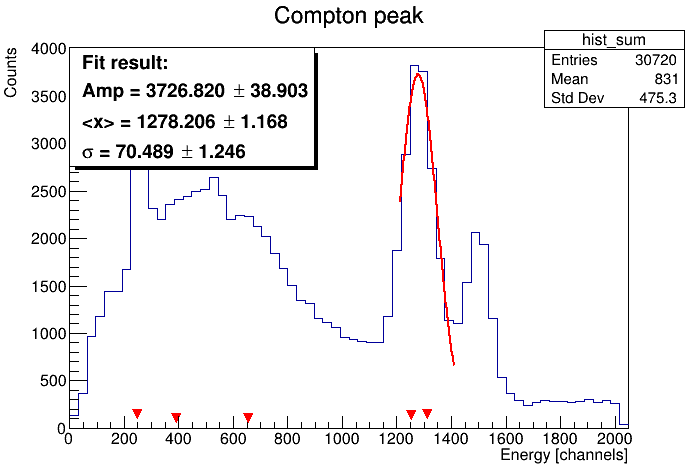 Compton peak
hist_sum
Entries 30720
Mean 831
Std Dev 475.3
Fit result:
Amp = 3726.820 ± 38.903
<x> = 1278.206 ± 1.168
σ = 70.489 ± 1.246
Counts
4000
3500
3000
2500
2000
1500
1000
500
0
0 200 400 600 800 1000 1200 1400 1600 1800 2000
Energy [channels]